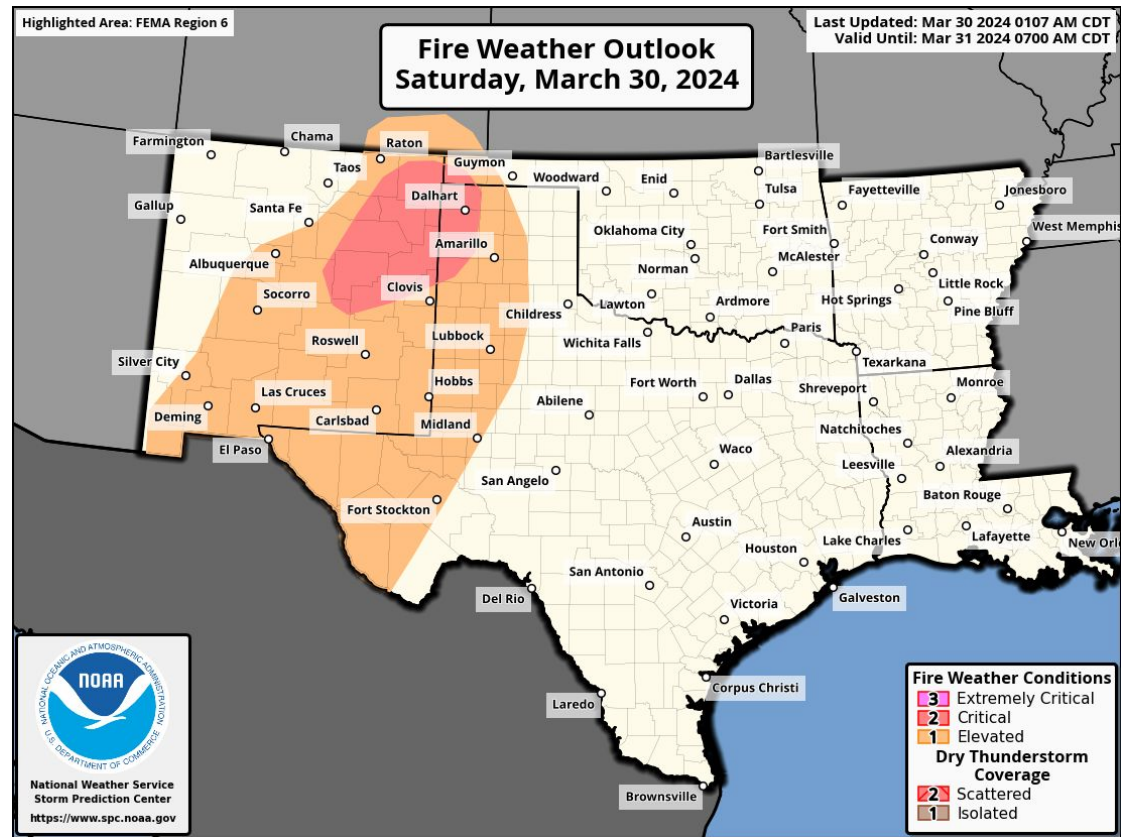 Highlighted Area: FEMA Region 6
Last Updated: Mar 30 2024 0107 AM CDT
Valid Until: Mar 31 2024 0700 AM CDT
Fire Weather Outlook
Saturday, March 30, 2024
Farmington
Chama
Raton
Taos
Guymon
Woodward
Enid
Bartlesville
Tulsa
Fayetteville
Jonesboro
Gallup
Santa Fe
Dalhart
Oklahoma City
Fort Smith
West Memphis
Albuquerque
Amarillo
Norman
McAlester
Conway
Socorro
Clovis
Childress
Lawton
Ardmore
Hot Springs
Little Rock
Pine Bluff
Roswell
Lubbock
Wichita Falls
Paris
Texarkana
Silver City
Las Cruces
Hobbs
Fort Worth
Dallas
Shreveport
Monroe
Deming
Carlsbad
Midland
Abilene
Natchitoches
El Paso
San Angelo
Waco
Leesville
Alexandria
Fort Stockton
Austin
Baton Rouge
Lake Charles
Lafayette
New Orl
Houston
Del Rio
San Antonio
Victoria
Galveston
Laredo
Corpus Christi
Brownsville
NATIONAL OCEANIC AND ATMOSPHERIC ADMINISTRATION
NOAA
U.S. DEPARTMENT OF COMMERCE
National Weather Service
Storm Prediction Center
https://www.spc.noaa.gov
Fire Weather Conditions
3 Extremely Critical
2 Critical
1 Elevated
Dry Thunderstorm
Coverage
2 Scattered
1 Isolated